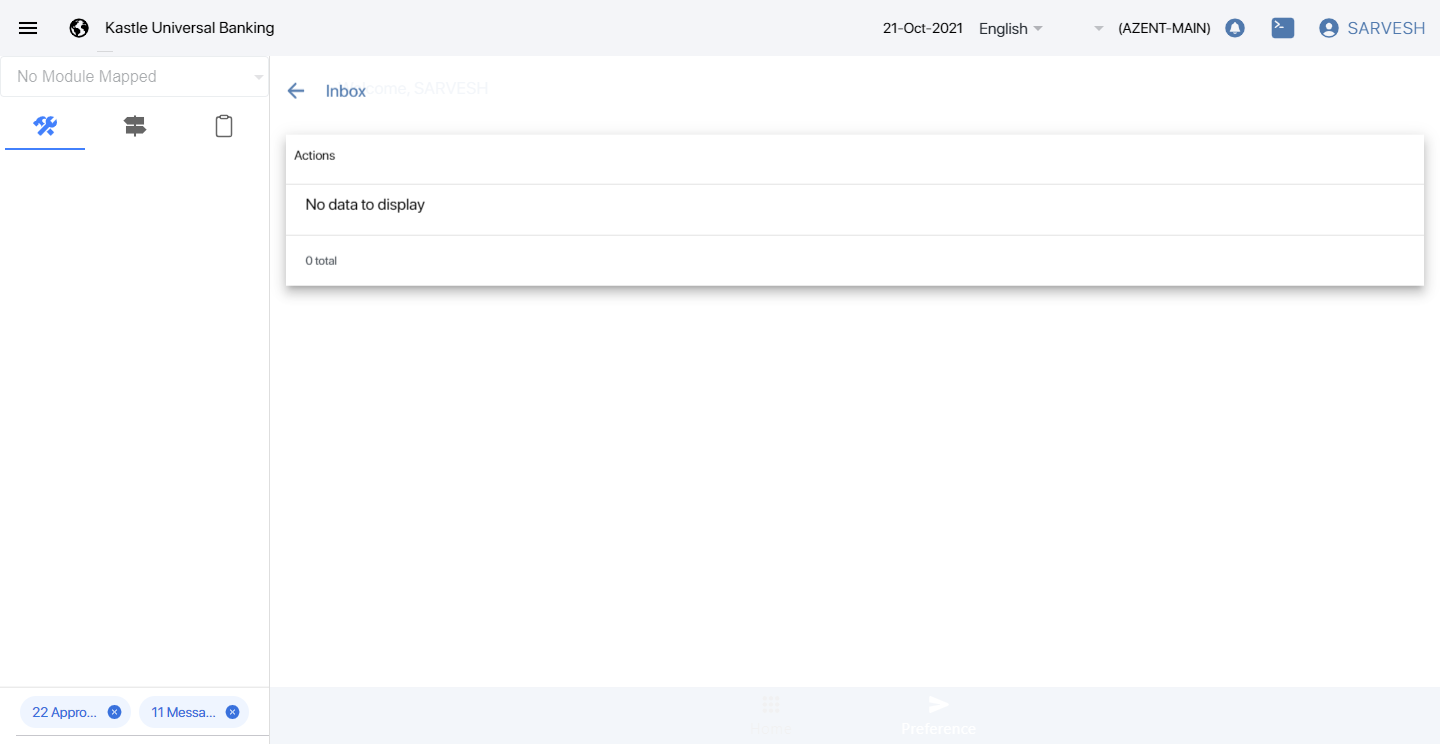 Kastle Universal Banking
21-Oct-2021 English (AZENT-MAIN) SARVESH
No Module Mapped
Inbox
come, SARVESH
Actions
No data to display
0 total
22 Appro...
11 Messa...
Preference